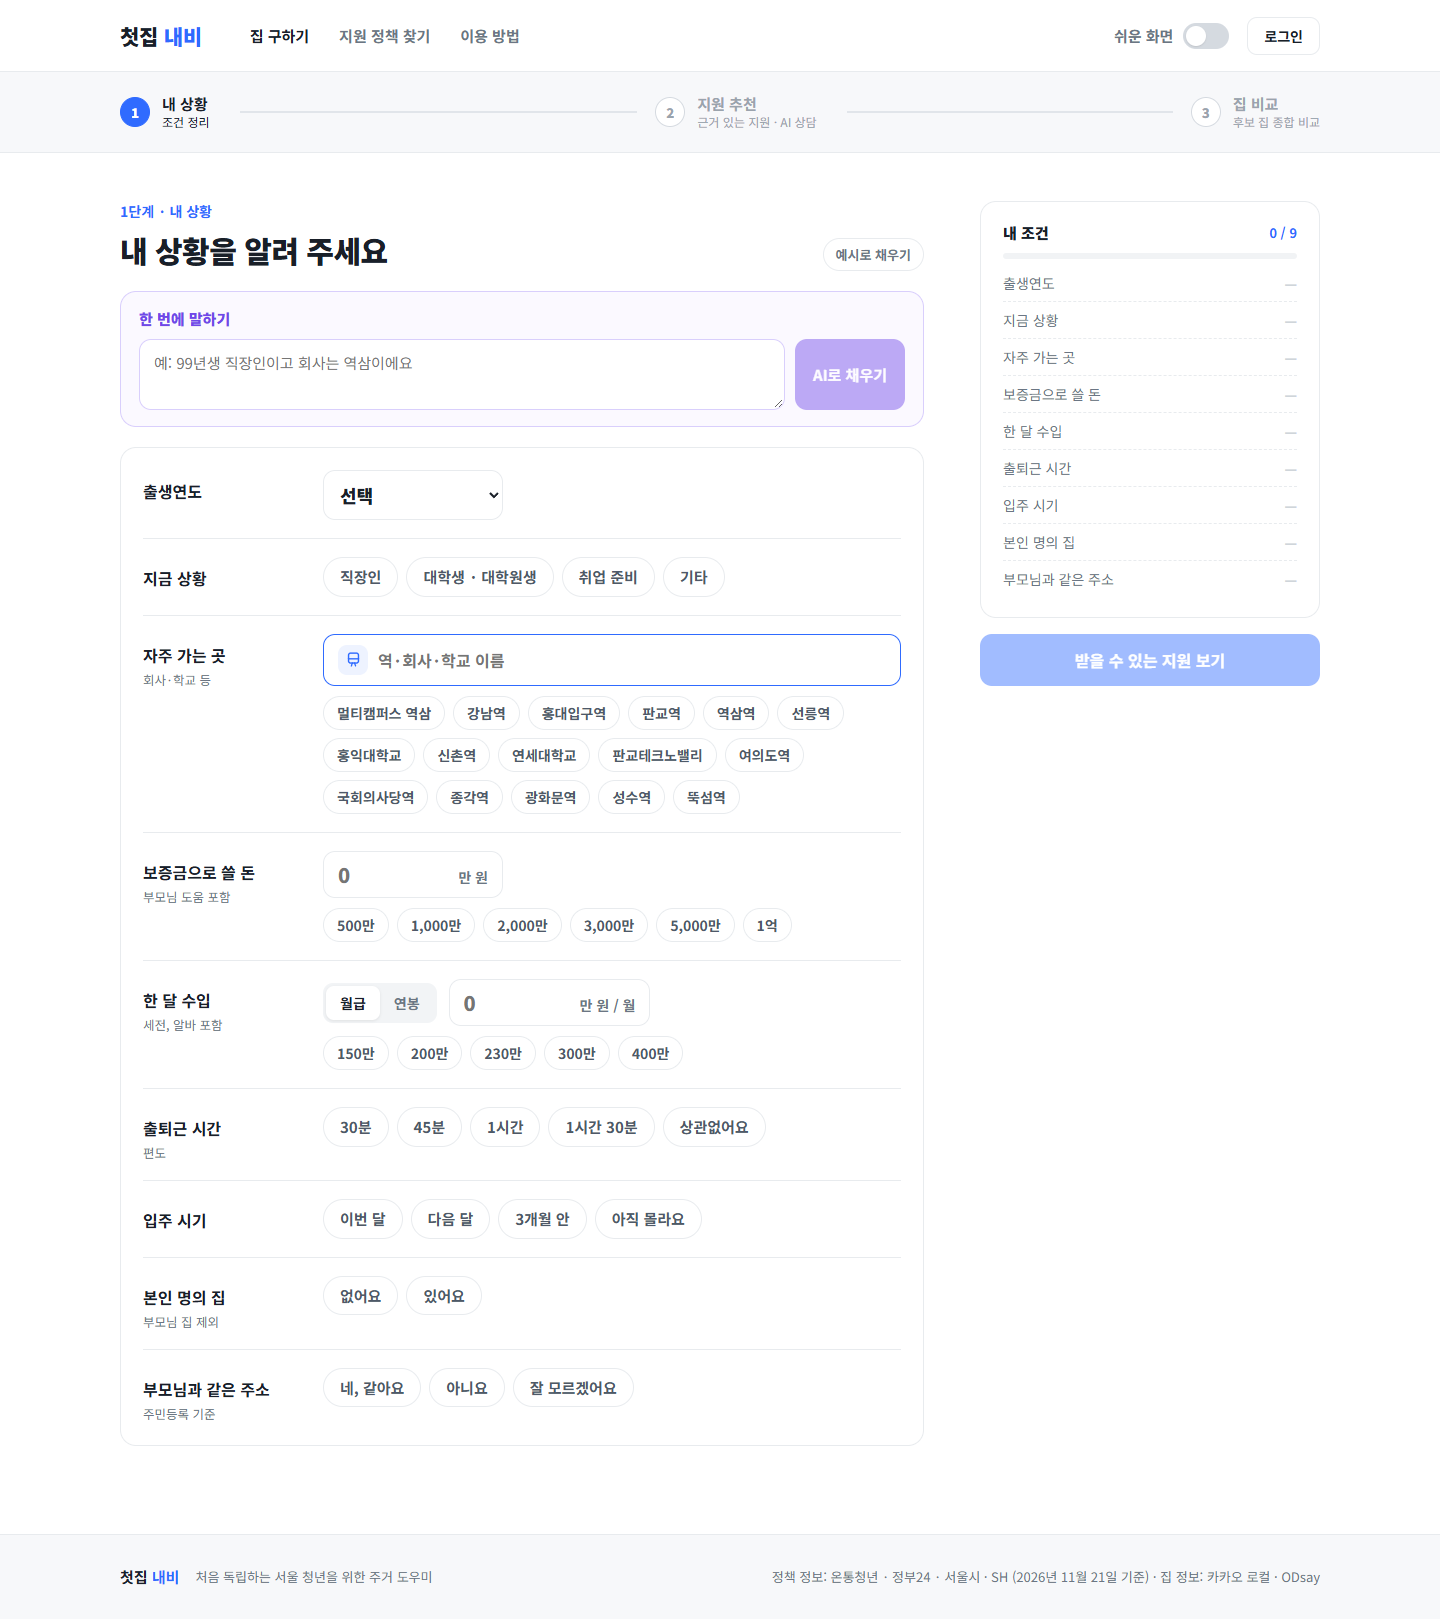 첫집 내비
집 구하기
지원 정책 찾기
이용 방법
쉬운 화면
로그인
1
내 상황
조건 정리
2
지원 추천
근거 있는 지원 · AI 상담
3
집 비교
후보 집 종합 비교
1단계 · 내 상황
내 상황을 알려 주세요
예시로 채우기
한 번에 말하기
예: 99년생 직장인이고 회사는 역삼이에요
AI로 채우기
출생연도
선택
지금 상황
직장인
대학생 · 대학원생
취업 준비
기타
자주 가는 곳
회사·학교 등
역·회사·학교 이름
멀티캠퍼스 역삼
강남역
홍대입구역
판교역
역삼역
선릉역
홍익대학교
신촌역
연세대학교
판교테크노밸리
여의도역
국회의사당역
종각역
광화문역
성수역
뚝섬역
보증금으로 쓸 돈
부모님 도움 포함
0
만 원
500만
1,000만
2,000만
3,000만
5,000만
1억
한 달 수입
세전, 알바 포함
월급
연봉
0
만 원 / 월
150만
200만
230만
300만
400만
출퇴근 시간
편도
30분
45분
1시간
1시간 30분
상관없어요
입주 시기
이번 달
다음 달
3개월 안
아직 몰라요
본인 명의 집
부모님 집 제외
없어요
있어요
부모님과 같은 주소
주민등록 기준
네, 같아요
아니요
잘 모르겠어요
내 조건
0 / 9
출생연도 —
지금 상황 —
자주 가는 곳 —
보증금으로 쓸 돈 —
한 달 수입 —
출퇴근 시간 —
입주 시기 —
본인 명의 집 —
부모님과 같은 주소 —
받을 수 있는 지원 보기
첫집 내비
처음 독립하는 서울 청년을 위한 주거 도우미
정책 정보: 온통청년 · 정부24 · 서울시 · SH (2026년 11월 21일 기준) · 집 정보: 카카오 로컬 · ODsay